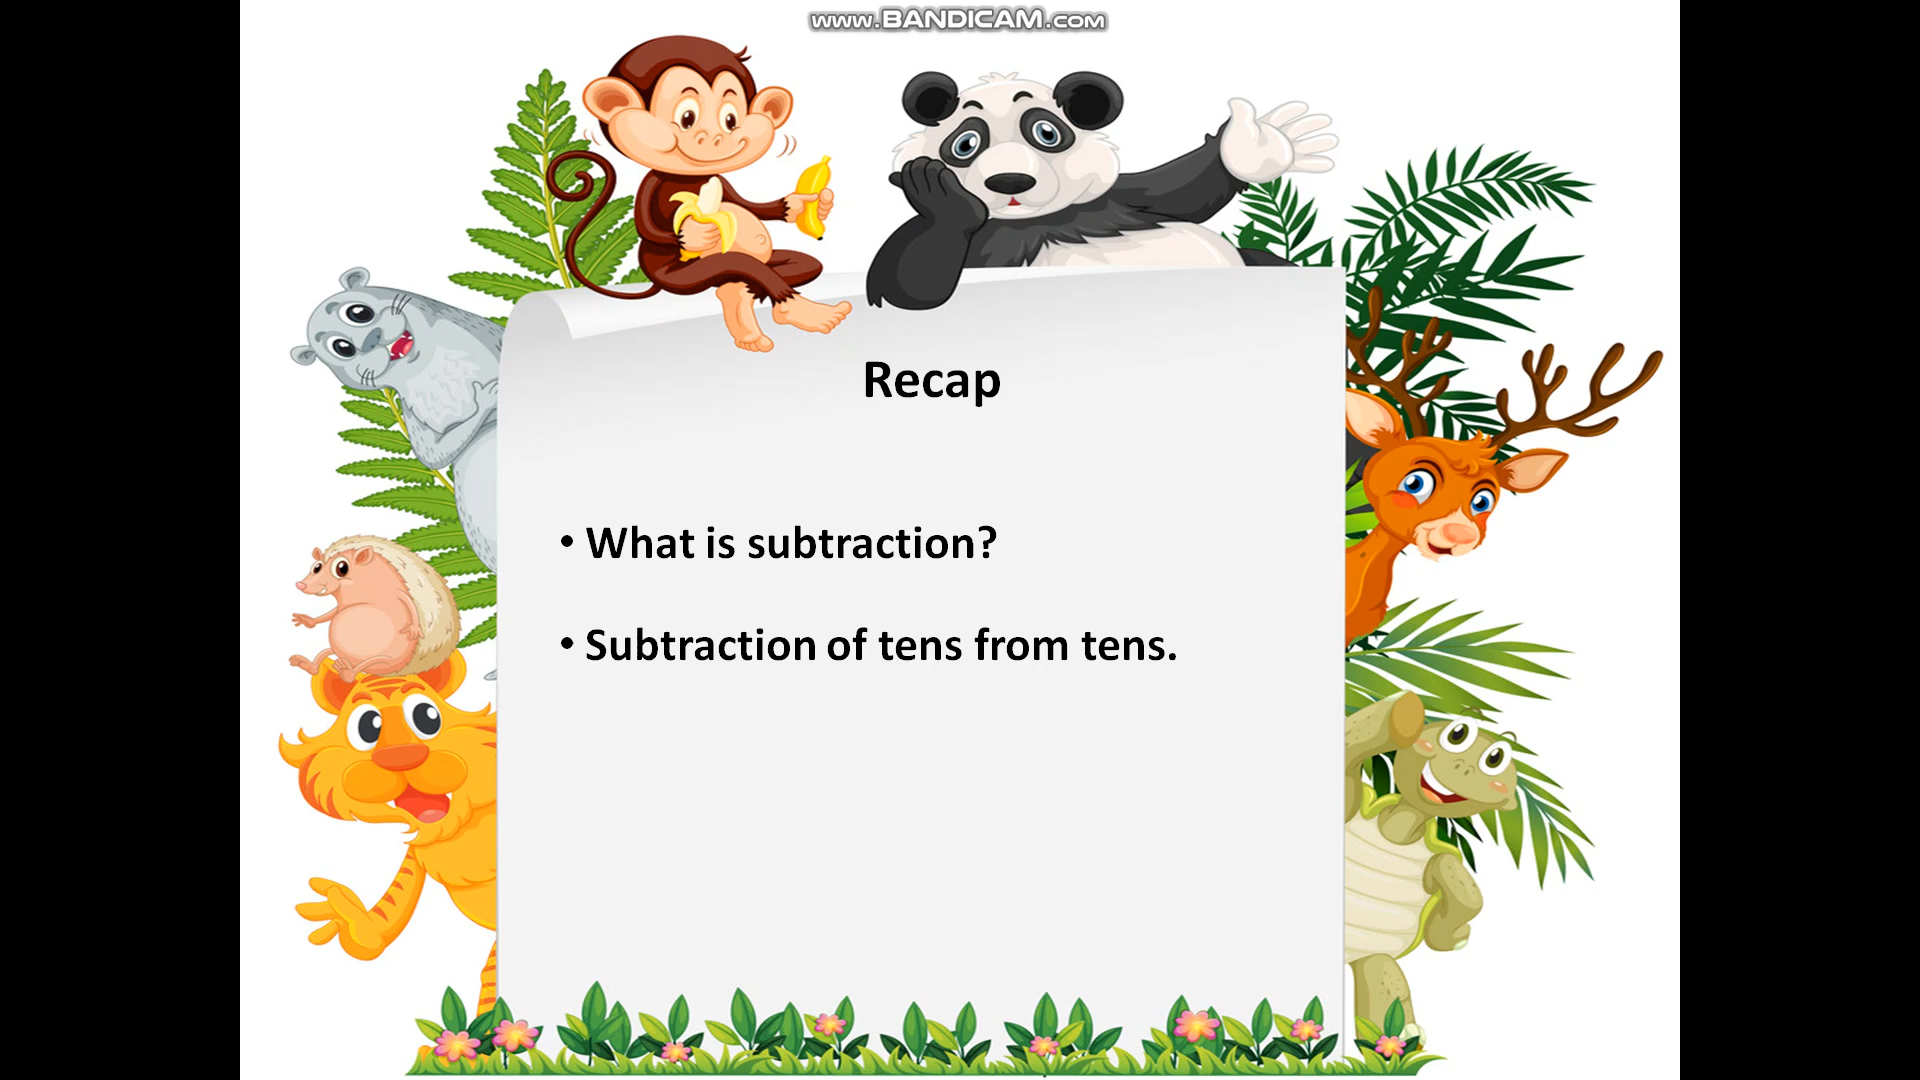 www.BANDICAM.com
Recap
• What is subtraction?
• Subtraction of tens from tens.